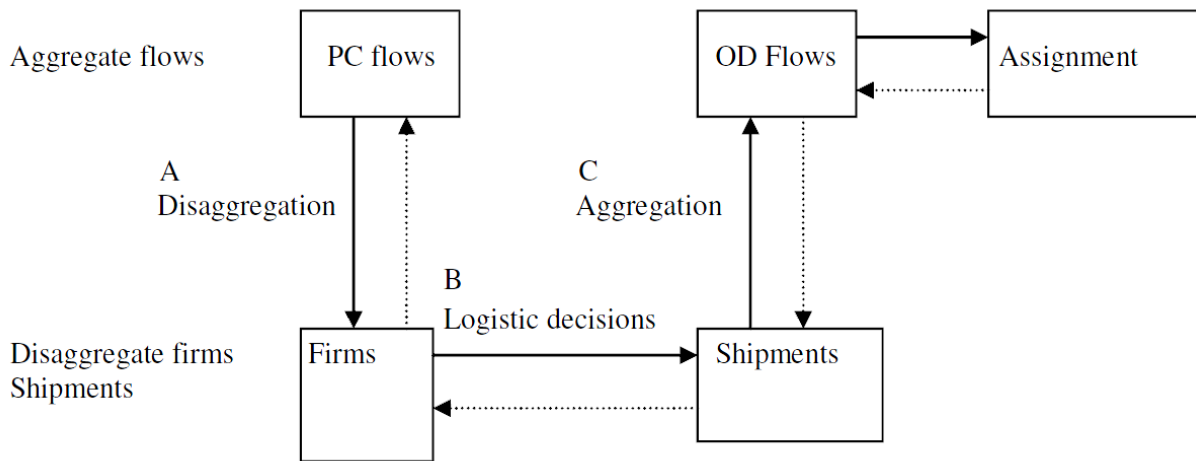 Aggregate flows
PC flows
OD Flows
Assignment
A
Disaggregation
C
Aggregation
B
Logistic decisions
Disaggregate firms
Shipments
Firms
Shipments